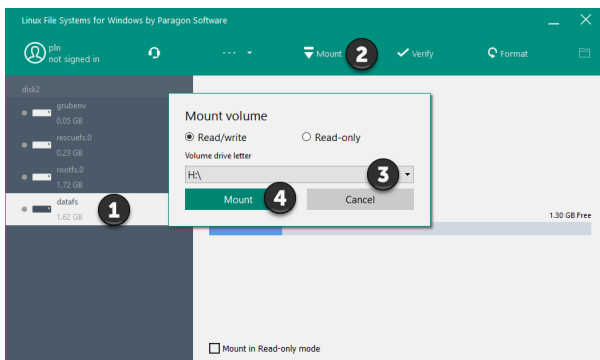 Linux File Systems for Windows by Paragon Software
pln
not signed in
Mount
2
Verify
Format
disk2
grubenv
0.05 GB
rescuefs.0
0.23 GB
rootfs.0
1.72 GB
datafs
1.62 GB
1
Mount volume
Read/write
Read-only
Volume drive letter
H:\
3
Mount
4
Cancel
1.30 GB Free
Mount in Read-only mode